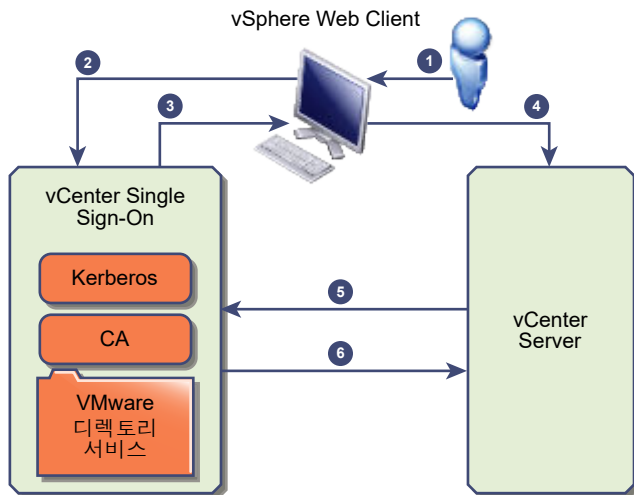 vSphere Web Client
1
2
3
4
vCenter Single
Sign-On
Kerberos
CA
VMware
디렉토리
서비스
5
6
vCenter
Server